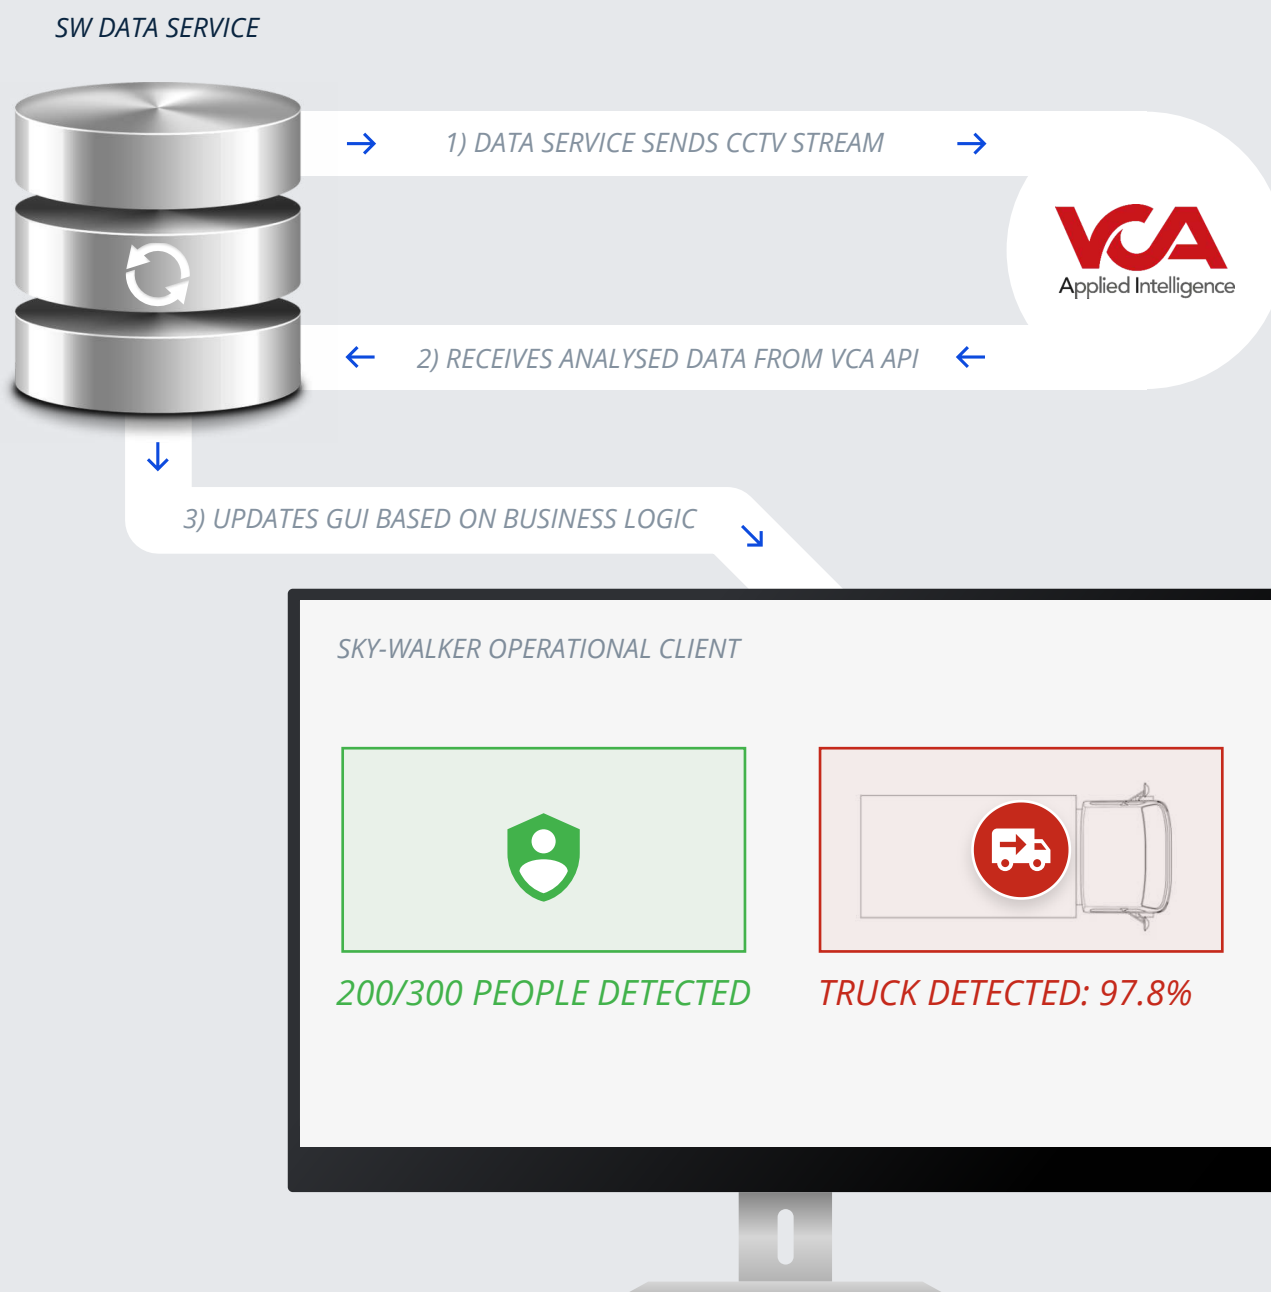 SW DATA SERVICE
1) DATA SERVICE SENDS CCTV STREAM
VCA
Applied Intelligence
2) RECEIVES ANALYSED DATA FROM VCA API
3) UPDATES GUI BASED ON BUSINESS LOGIC
SKY-WALKER OPERATIONAL CLIENT
200/300 PEOPLE DETECTED
TRUCK DETECTED: 97.8%